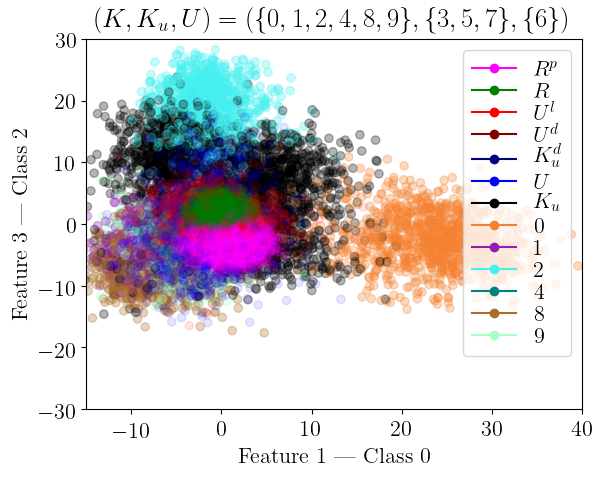 (K, K_u, U) = ({0, 1, 2, 4, 8, 9}, {3, 5, 7}, {6})
Feature 3 — Class 2
30
20
10
0
−10
−20
−30
−10
0
10
20
30
40
Feature 1 — Class 0
R^p
R
U^l
U^d
K_u^d
U
K_u
0
1
2
4
8
9